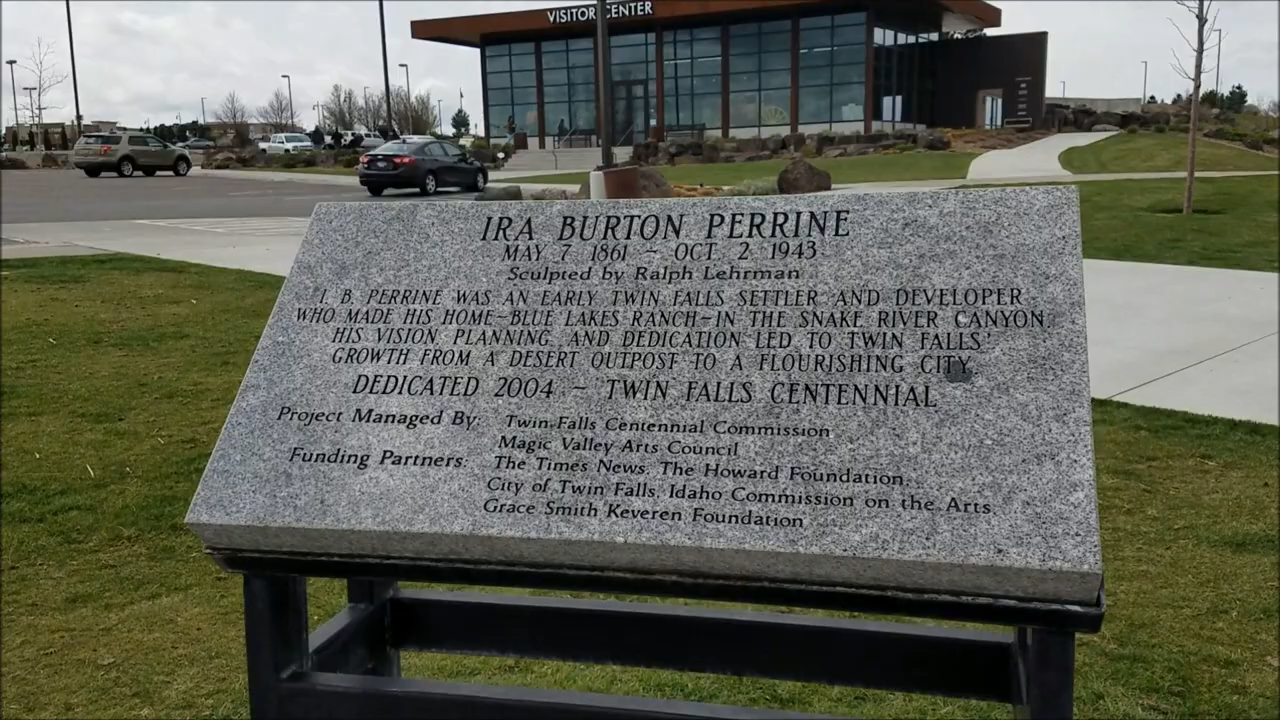 VISITOR CENTER
IRA BURTON PERRINE
MAY 7 1861 ~ OCT 2 1943
Sculpted by Ralph Lehrman
I. B. PERRINE WAS AN EARLY TWIN FALLS SETTLER AND DEVELOPER
WHO MADE HIS HOME–BLUE LAKES RANCH–IN THE SNAKE RIVER CANYON.
HIS VISION, PLANNING, AND DEDICATION LED TO TWIN FALLS'
GROWTH FROM A DESERT OUTPOST TO A FLOURISHING CITY.
DEDICATED 2004 ~ TWIN FALLS CENTENNIAL
Project Managed By: Twin Falls Centennial Commission
Magic Valley Arts Council
Funding Partners: The Times News, The Howard Foundation,
City of Twin Falls, Idaho Commission on the Arts,
Grace Smith Keveren Foundation